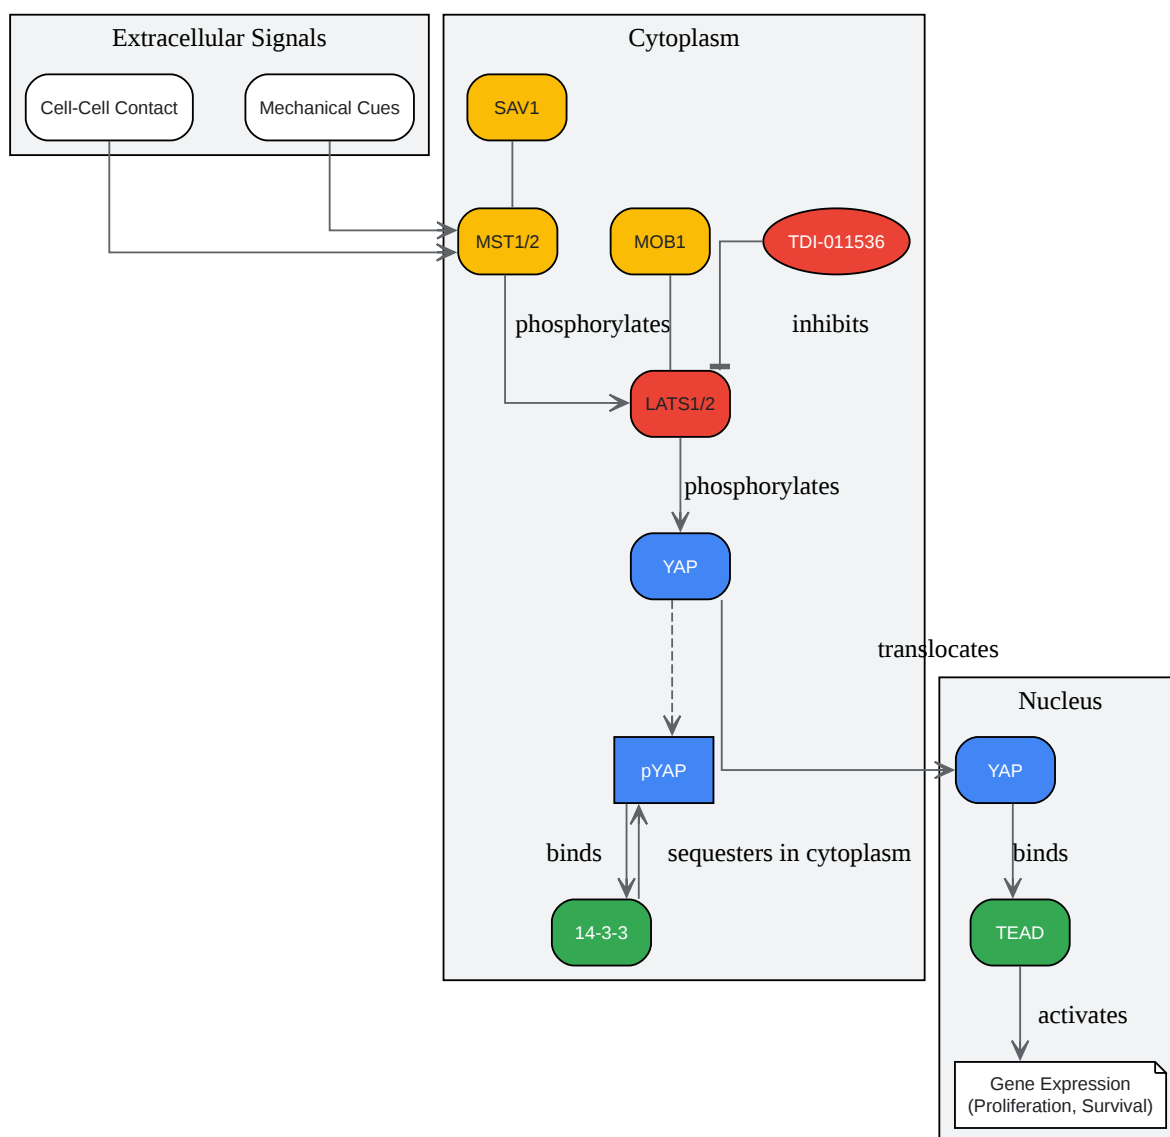 Extracellular Signals
Cytoplasm
Cell-Cell Contact
Mechanical Cues
SAV1
MST1/2
MOB1
TDI-011536
phosphorylates
inhibits
LATS1/2
phosphorylates
YAP
translocates
Nucleus
pYAP
YAP
binds
sequesters in cytoplasm
binds
14-3-3
TEAD
activates
Gene Expression
(Proliferation, Survival)